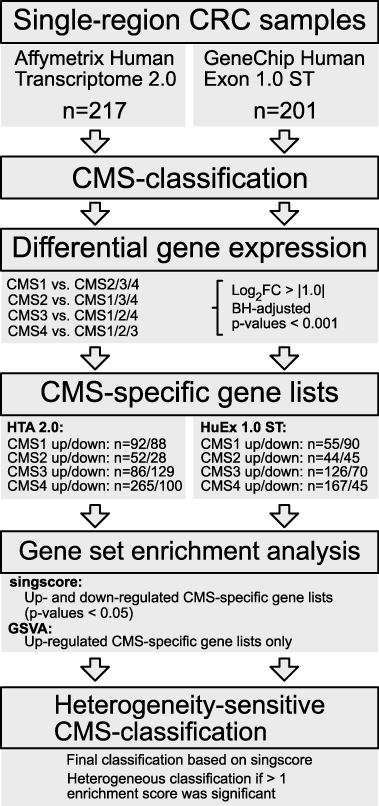 Single-region CRC samples
Affymetrix Human
Transcriptome 2.0
n=217
GeneChip Human
Exon 1.0 ST
n=201
CMS-classification
Differential gene expression
CMS1 vs. CMS2/3/4
CMS2 vs. CMS1/3/4
CMS3 vs. CMS1/2/4
CMS4 vs. CMS1/2/3
Log2FC > |1.0|
BH-adjusted
p-values < 0.001
CMS-specific gene lists
HTA 2.0:
CMS1 up/down: n=92/88
CMS2 up/down: n=52/28
CMS3 up/down: n=86/129
CMS4 up/down: n=265/100
HuEx 1.0 ST:
CMS1 up/down: n=55/90
CMS2 up/down: n=44/45
CMS3 up/down: n=126/70
CMS4 up/down: n=167/45
Gene set enrichment analysis
singscore:
Up- and down-regulated CMS-specific gene lists
(p-values < 0.05)
GSVA:
Up-regulated CMS-specific gene lists only
Heterogeneity-sensitive
CMS-classification
Final classification based on singscore
Heterogeneous classification if > 1
enrichment score was significant